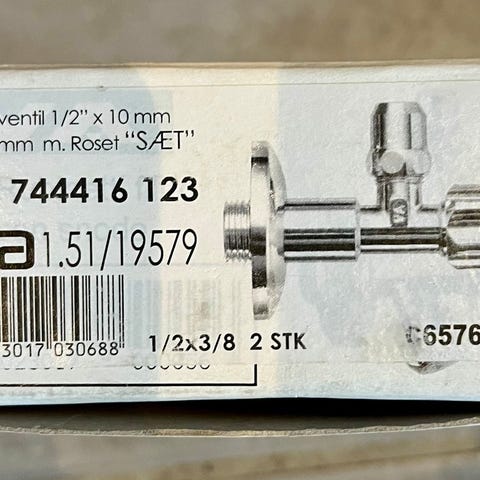 ventil 1/2" x 10 mm
mm m. Roset "SÆT"
744416 123
a 1.51/19579
3017 030688
1/2x3/8 2 STK
C6576